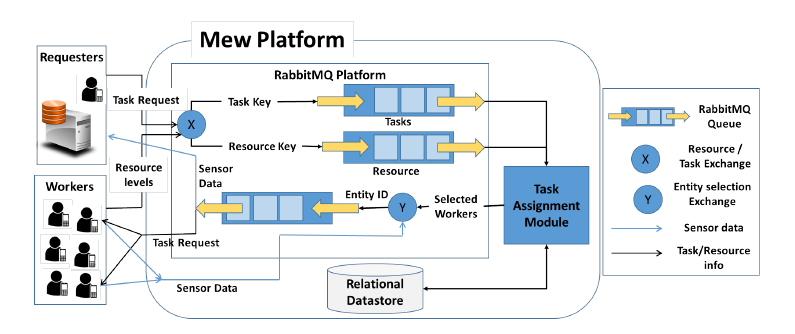 Mew Platform
Requesters
RabbitMQ Platform
Task Request
Task Key
Tasks
X
Resource Key
Resource
Resource
levels
Sensor
Data
Workers
Entity ID
Y
Selected
Workers
Task
Assignment
Module
Task Request
Sensor Data
Relational
Datastore
RabbitMQ
Queue
X
Resource /
Task Exchange
Y
Entity selection
Exchange
Sensor data
Task/Resource
info